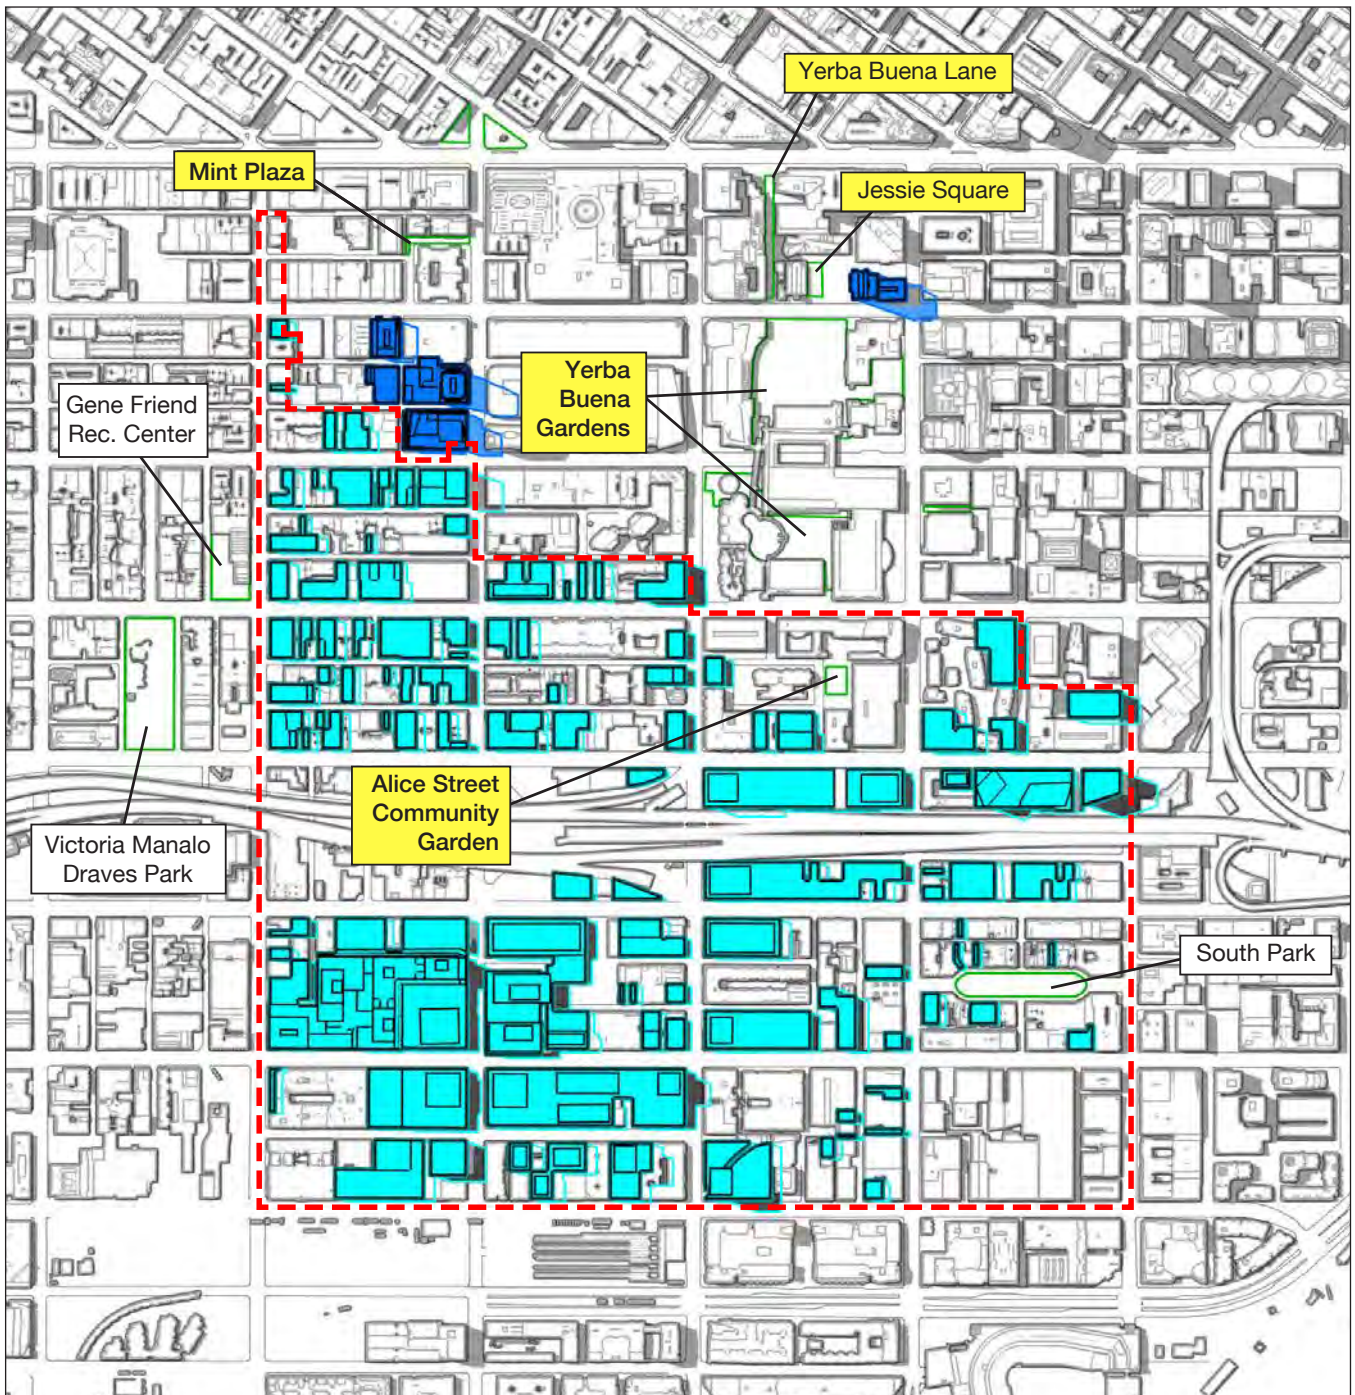 Yerba Buena Lane
Mint Plaza
Jessie Square
Yerba
Buena
Gardens
Gene Friend
Rec. Center
Alice Street
Community
Garden
Victoria Manalo
Draves Park
South Park